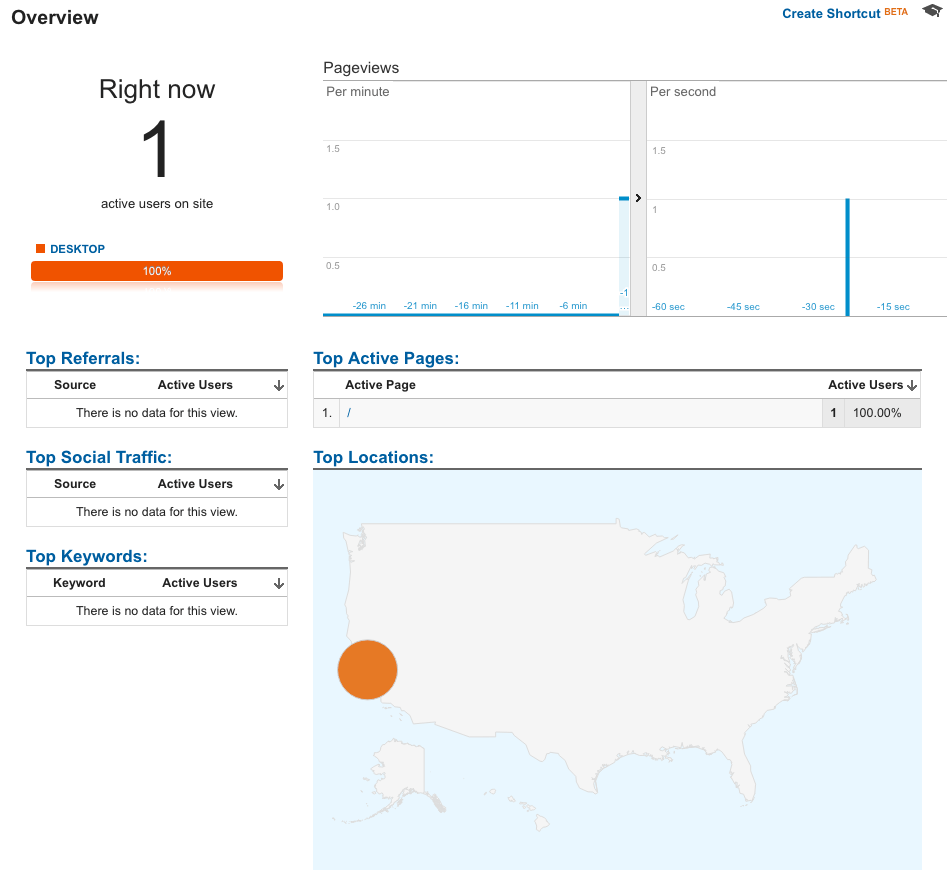 Overview
Create Shortcut BETA
Right now
1
active users on site
DESKTOP
100%
Pageviews
Per minute
1.5
1.0
0.5
-26 min -21 min -16 min -11 min -6 min -1
...
Per second
1.5
1
0.5
-60 sec -45 sec -30 sec -15 sec
Top Referrals:
Source Active Users
There is no data for this view.
Top Social Traffic:
Source Active Users
There is no data for this view.
Top Keywords:
Keyword Active Users
There is no data for this view.
Top Active Pages:
Active Page Active Users
1. / 1 100.00%
Top Locations: